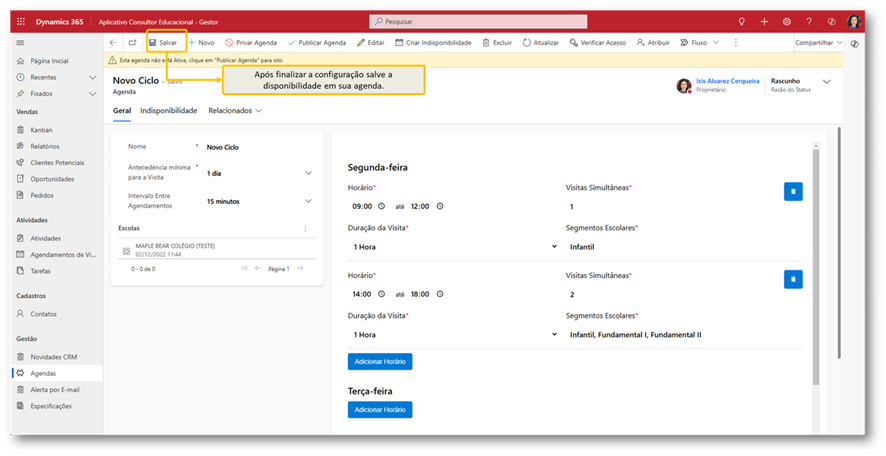 Dynamics 365
Aplicativo Consultor Educacional - Gestor
Pesquisar
Salvar
Novo
Privar Agenda
Publicar Agenda
Editar
Criar Indisponibilidade
Excluir
Atualizar
Verificar Acesso
Atribuir
Fluxo
Compartilhar
Esta agenda não está Ativa, clique em "Publicar Agenda" para isto.
Após finalizar a configuração salve a
disponibilidade em sua agenda.
Página Inicial
Recentes
Fixados
Vendas
Kanban
Relatórios
Clientes Potenciais
Oportunidades
Pedidos
Atividades
Atividades
Agendamentos de Vi...
Tarefas
Cadastros
Contatos
Gestão
Novidades CRM
Agendas
Alerta por E-mail
Especificações
Novo Ciclo - Salvo
Agenda
Isis Alvarez Cerqueira
Proprietário
Rascunho
Razão do Status
Geral
Indisponibilidade
Relacionados
Nome * Novo Ciclo
Antecedência mínima *
para a Visita
1 dia
Intervalo Entre
Agendamentos
15 minutos
Escolas
MAPLE BEAR COLÉGIO (TESTE)
02/12/2022 11:44
0 - 0 de 0
Página 1
Segunda-feira
Horário*
Visitas Simultâneas*
09:00 até 12:00
1
Duração da Visita*
Segmentos Escolares*
1 Hora
Infantil
Horário*
Visitas Simultâneas*
14:00 até 18:00
2
Duração da Visita*
Segmentos Escolares*
1 Hora
Infantil, Fundamental I, Fundamental II
Adicionar Horário
Terça-feira
Adicionar Horário